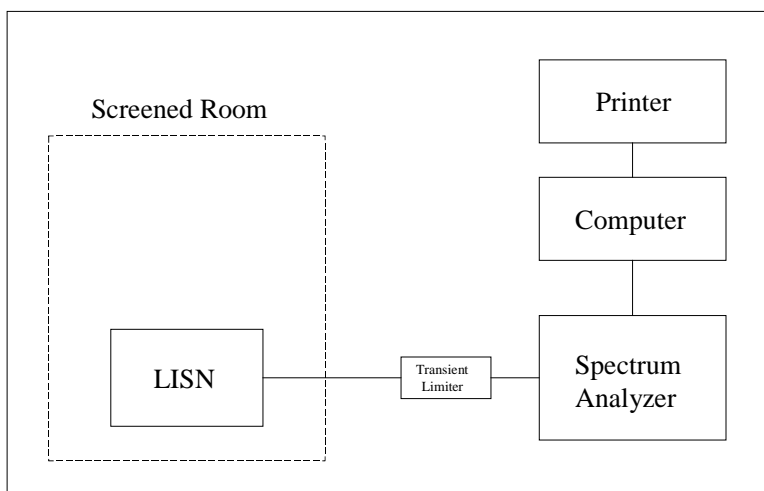 Screened Room
Printer
Computer
LISN
Transient
Limiter
Spectrum
Analyzer